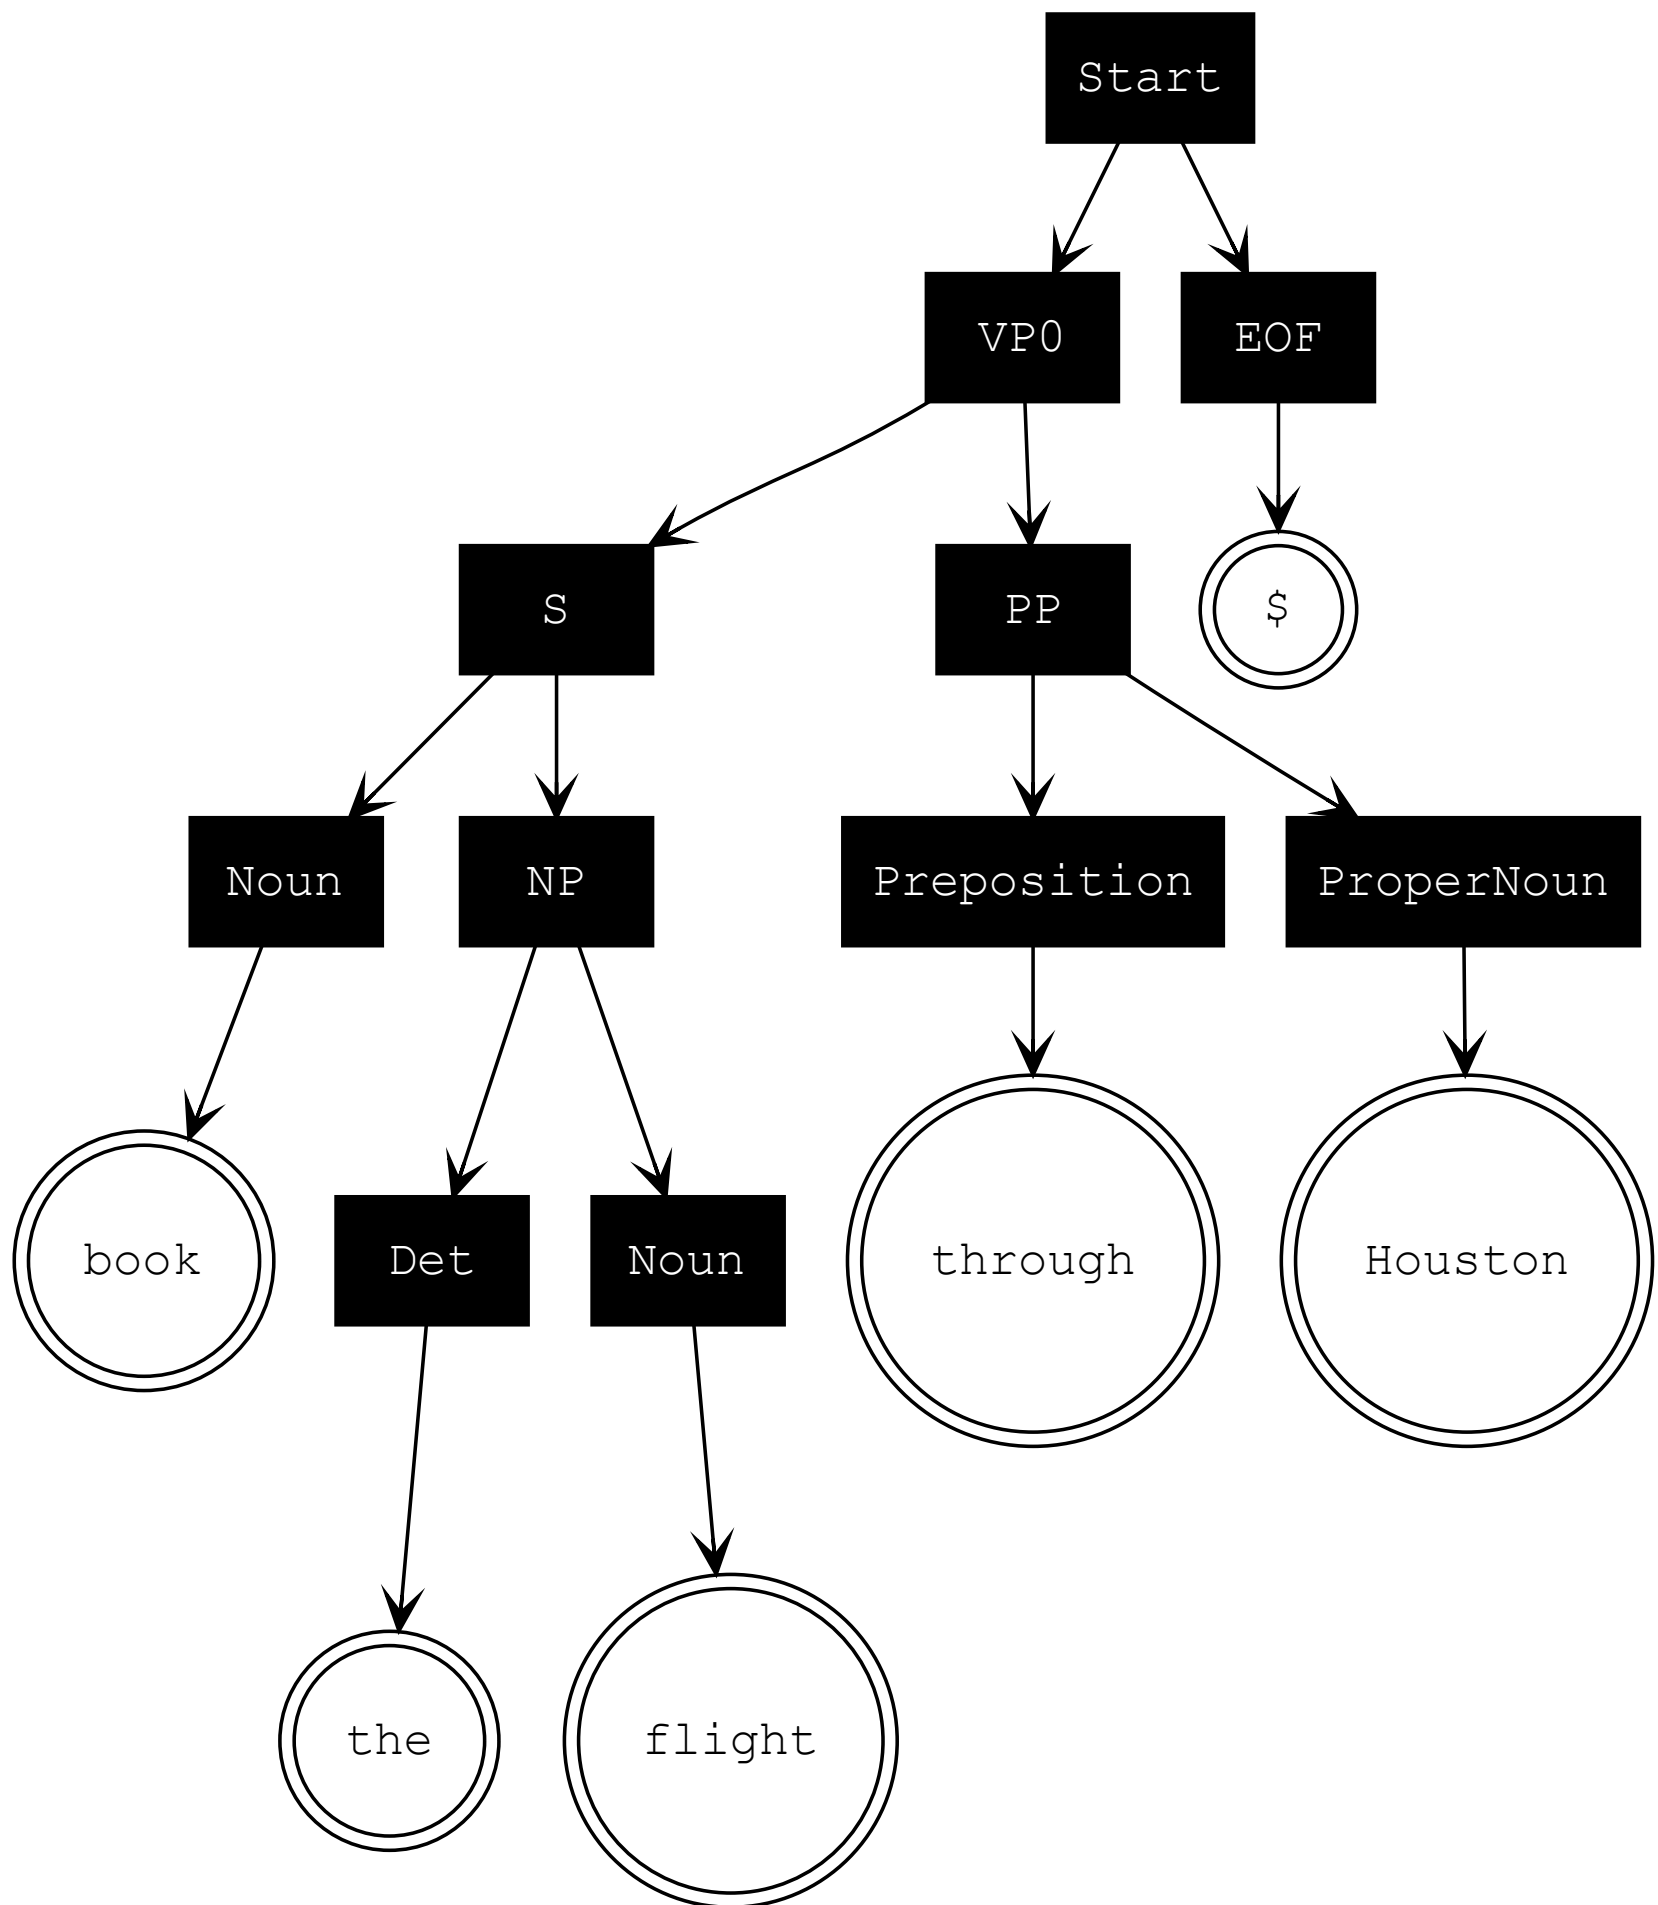 Start
VP0
EOF
S
PP
$
Noun
NP
Preposition
ProperNoun
book
Det
Noun
through
Houston
the
flight